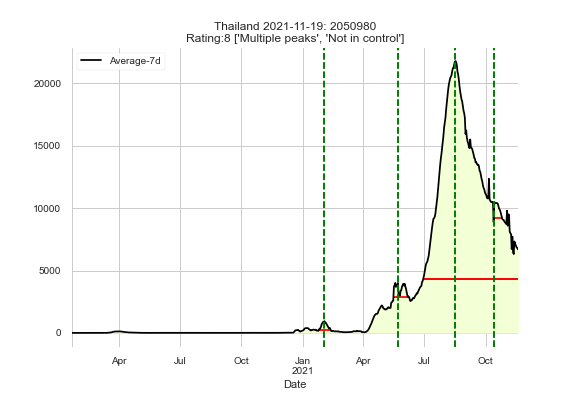 Thailand 2021-11-19: 2050980
Rating:8 ['Multiple peaks', 'Not in control']
Average-7d
20000
15000
10000
5000
0
Apr Jul Oct Jan Apr Jul Oct
2021
Date